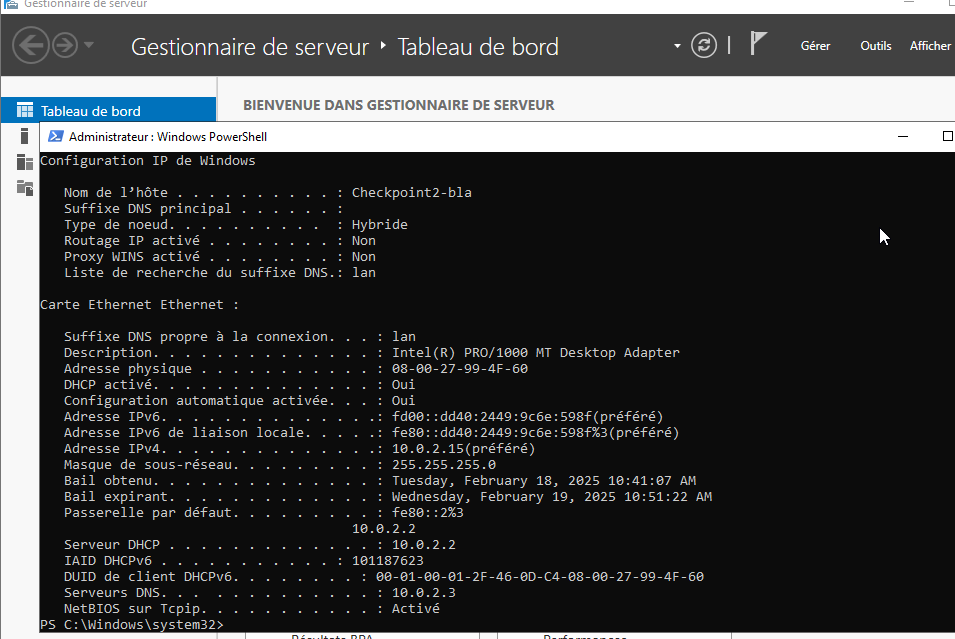 Gestionnaire de serveur
Gestionnaire de serveur ‣ Tableau de bord
Gérer Outils Afficher
Tableau de bord
BIENVENUE DANS GESTIONNAIRE DE SERVEUR
Administrateur : Windows PowerShell
Configuration IP de Windows
Nom de l’hôte . . . . . . . . . . : Checkpoint2-bla
Suffixe DNS principal . . . . . . :
Type de noeud. . . . . . . . . .  : Hybride
Routage IP activé . . . . . . . . : Non
Proxy WINS activé . . . . . . . . : Non
Liste de recherche du suffixe DNS.: lan
Carte Ethernet Ethernet :
Suffixe DNS propre à la connexion. . . : lan
Description. . . . . . . . . . . . . . : Intel(R) PRO/1000 MT Desktop Adapter
Adresse physique . . . . . . . . . . . : 08-00-27-99-4F-60
DHCP activé. . . . . . . . . . . . . . : Oui
Configuration automatique activée. . . : Oui
Adresse IPv6. . . . . . . . . . . . . .: fd00::dd40:2449:9c6e:598f(préféré)
Adresse IPv6 de liaison locale. . . . .: fe80::dd40:2449:9c6e:598f%3(préféré)
Adresse IPv4. . . . . . . . . . . . . .: 10.0.2.15(préféré)
Masque de sous-réseau. . . . . . . . . : 255.255.255.0
Bail obtenu. . . . . . . . . . . . . . : Tuesday, February 18, 2025 10:41:07 AM
Bail expirant. . . . . . . . . . . . . : Wednesday, February 19, 2025 10:51:22 AM
Passerelle par défaut. . . . . . . . . : fe80::2%3
10.0.2.2
Serveur DHCP . . . . . . . . . . . . . : 10.0.2.2
IAID DHCPv6 . . . . . . . . . . . : 101187623
DUID de client DHCPv6. . . . . . . . : 00-01-00-01-2F-46-0D-C4-08-00-27-99-4F-60
Serveurs DNS. . .  . . . . . . . . . . : 10.0.2.3
NetBIOS sur Tcpip. . . . . . . . . . . : Activé
PS C:\Windows\system32>
Résultats BPA
Performances